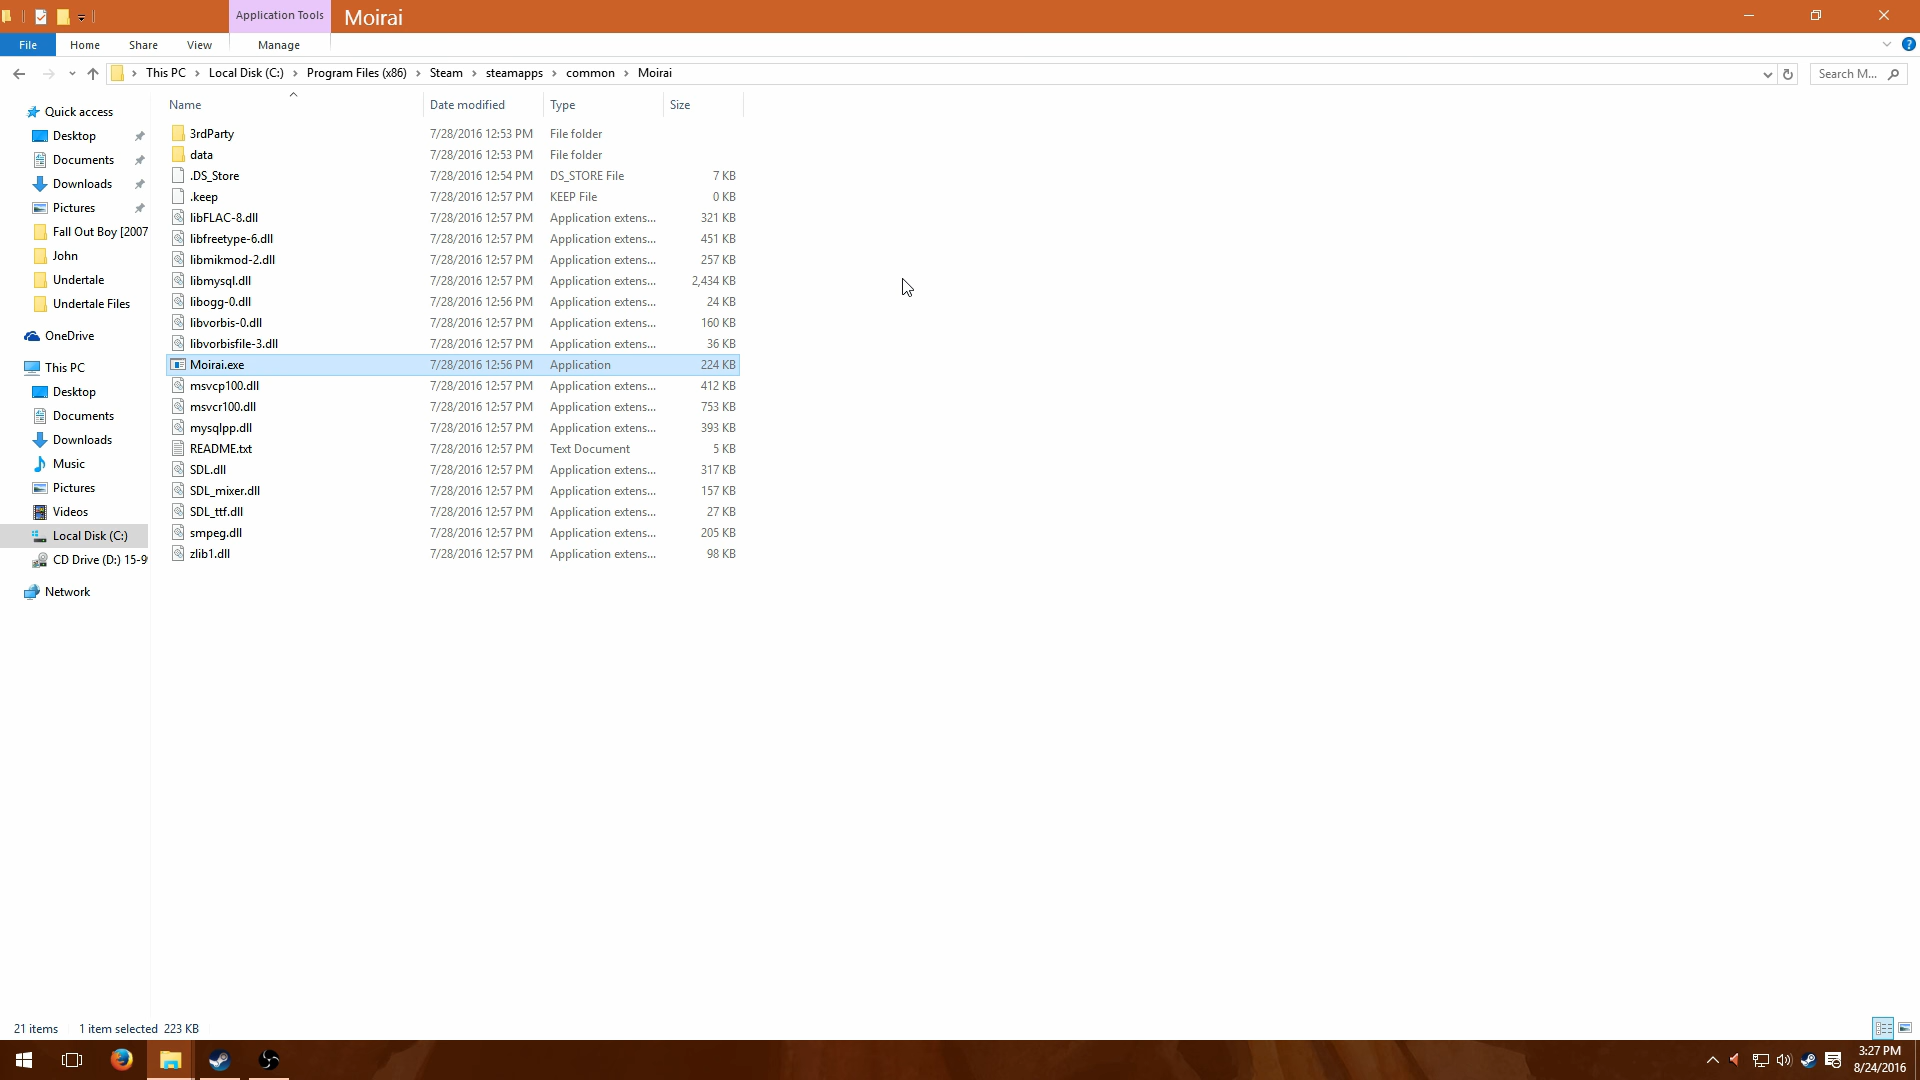 Application Tools Moirai
File Home Share View Manage
This PC Local Disk (C:) Program Files (x86) Steam steamapps common Moirai Search M...
Name Date modified Type Size
Quick access
Desktop
Documents
Downloads
Pictures
Fall Out Boy [2007
John
Undertale
Undertale Files
OneDrive
This PC
Desktop
Documents
Downloads
Music
Pictures
Videos
Local Disk (C:)
CD Drive (D:) 15-9
Network
3rdParty 7/28/2016 12:53 PM File folder
data 7/28/2016 12:53 PM File folder
.DS_Store 7/28/2016 12:54 PM DS_STORE File 7 KB
.keep 7/28/2016 12:57 PM KEEP File 0 KB
libFLAC-8.dll 7/28/2016 12:57 PM Application extens... 321 KB
libfreetype-6.dll 7/28/2016 12:57 PM Application extens... 451 KB
libmikmod-2.dll 7/28/2016 12:57 PM Application extens... 257 KB
libmysql.dll 7/28/2016 12:57 PM Application extens... 2,434 KB
libogg-0.dll 7/28/2016 12:56 PM Application extens... 24 KB
libvorbis-0.dll 7/28/2016 12:57 PM Application extens... 160 KB
libvorbisfile-3.dll 7/28/2016 12:57 PM Application extens... 36 KB
Moirai.exe 7/28/2016 12:56 PM Application 224 KB
msvcp100.dll 7/28/2016 12:57 PM Application extens... 412 KB
msvcr100.dll 7/28/2016 12:57 PM Application extens... 753 KB
mysqlpp.dll 7/28/2016 12:57 PM Application extens... 393 KB
README.txt 7/28/2016 12:57 PM Text Document 5 KB
SDL.dll 7/28/2016 12:57 PM Application extens... 317 KB
SDL_mixer.dll 7/28/2016 12:57 PM Application extens... 157 KB
SDL_ttf.dll 7/28/2016 12:57 PM Application extens... 27 KB
smpeg.dll 7/28/2016 12:57 PM Application extens... 205 KB
zlib1.dll 7/28/2016 12:57 PM Application extens... 98 KB
21 items 1 item selected 223 KB
3:27 PM
8/24/2016